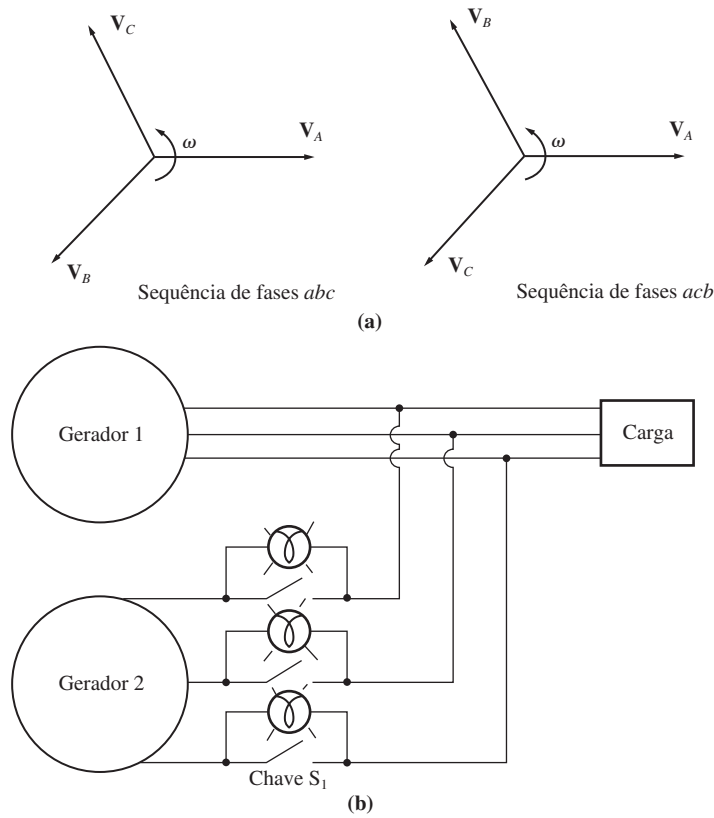 V_C
V_A
ω
V_B
Sequência de fases abc
V_B
V_A
ω
V_C
Sequência de fases acb
(a)
Gerador 1
Carga
Gerador 2
Chave S₁
(b)